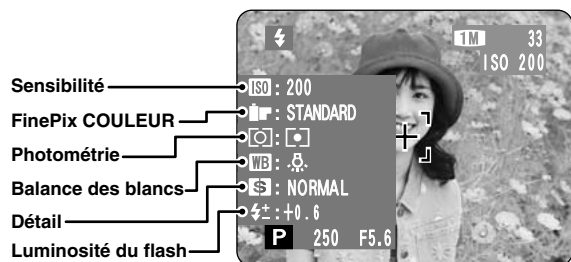 1M 33
ISO 200
Sensibilité ISO : 200
FinePix COULEUR : STANDARD
Photométrie :
Balance des blancs WB :
Détail S : NORMAL
Luminosité du flash ± : +0.6
P 250 F5.6